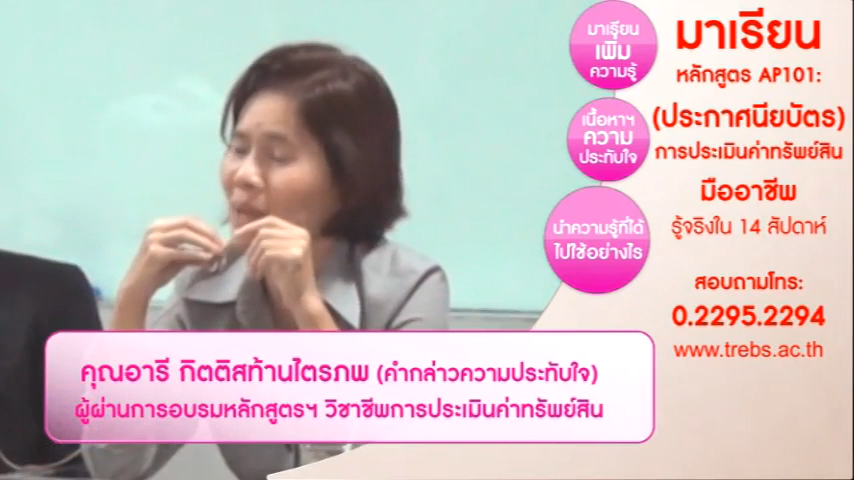 มาเรียน
เพิ่ม
ความรู้
เนื้อหาฯ
ความ
ประทับใจ
นำความรู้ที่ได้
ไปใช้อย่างไร
มาเรียน
หลักสูตร AP101:
(ประกาศนียบัตร)
การประเมินค่าทรัพย์สิน
มืออาชีพ
รู้จริงใน 14 สัปดาห์
สอบถามโทร:
0.2295.2294
www.trebs.ac.th
คุณอารี กิตติสท้านไตรภพ (คำกล่าวความประทับใจ)
ผู้ผ่านการอบรมหลักสูตรฯ วิชาชีพการประเมินค่าทรัพย์สิน